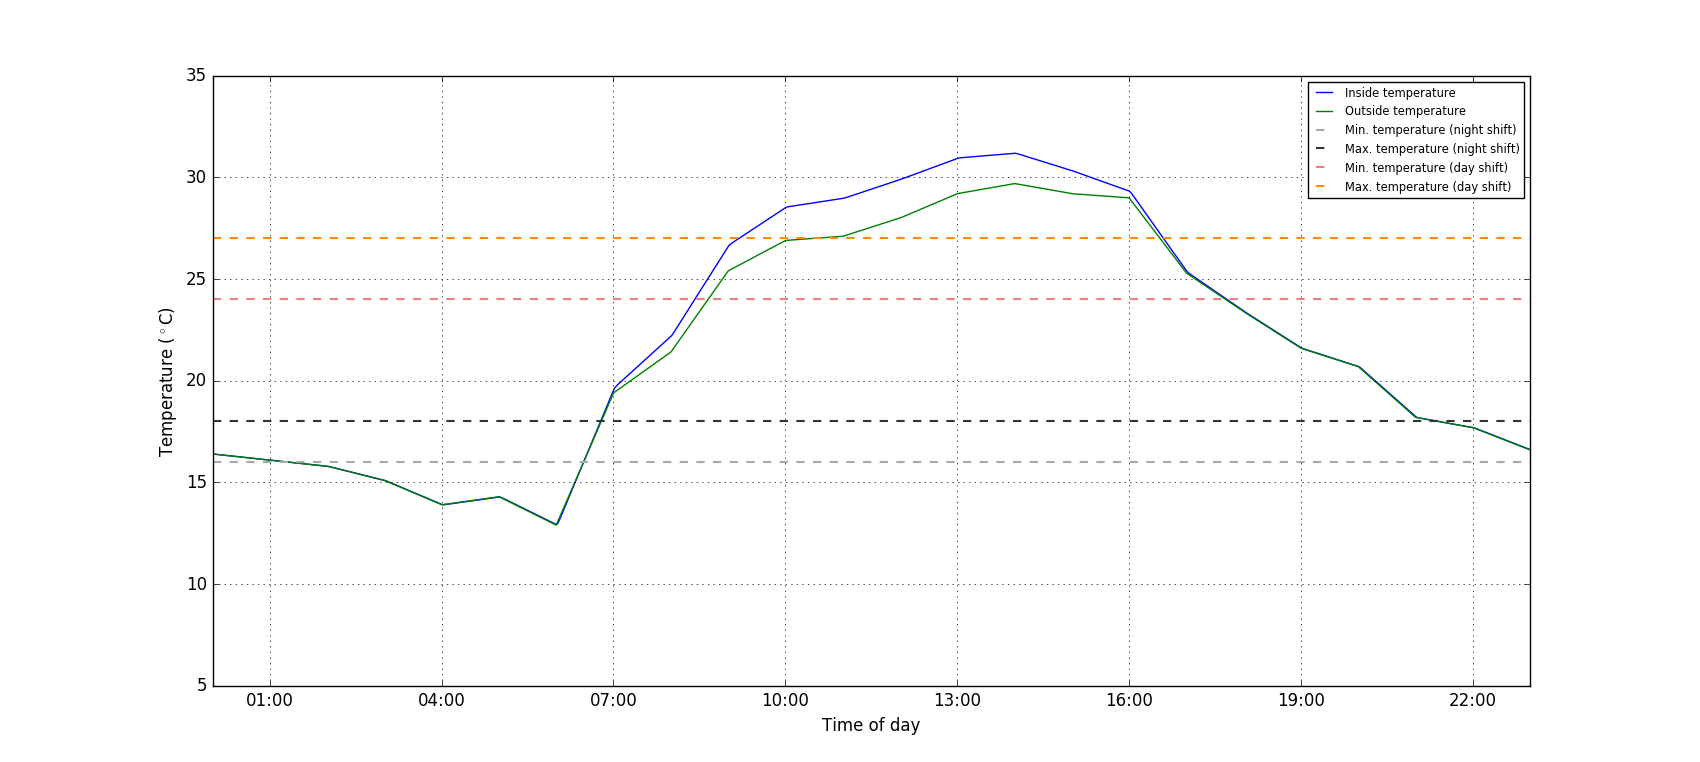 35
30
25
20
15
10
5
Temperature (°C)
Inside temperature
Outside temperature
Min. temperature (night shift)
Max. temperature (night shift)
Min. temperature (day shift)
Max. temperature (day shift)
01:00 04:00 07:00 10:00 13:00 16:00 19:00 22:00
Time of day